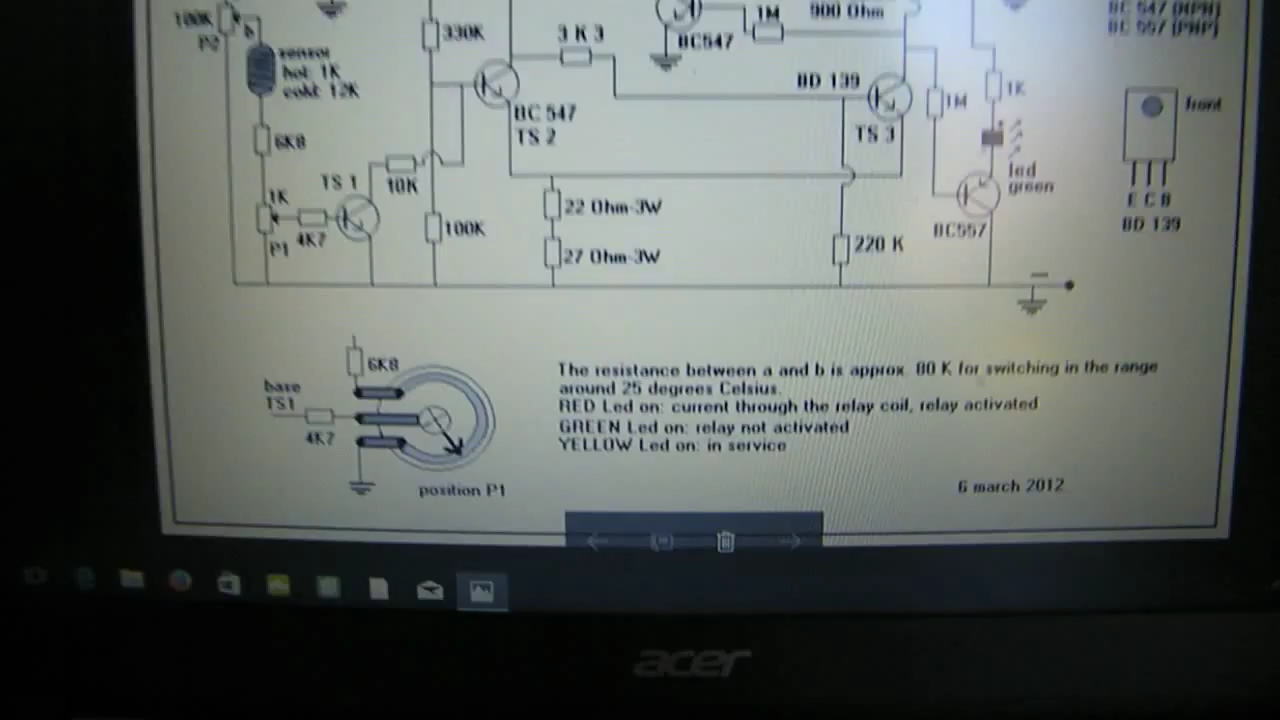 100K
P2
b
sensor
hot: 1K
cold: 12K
6K8
1K
P1
4K7
TS 1
10K
330K
100K
3 K 3
BC 547
TS 2
22 Ohm-3W
27 Ohm-3W
BC547
1M
900 Ohm
BD 139
TS 3
220 K
1M
1K
led
green
BC557
BC 547 (NPN)
BC 557 (PNP)
front
E C B
BD 139
6K8
base
TS1
4K7
position P1
The resistance between a and b is approx. 80 K for switching in the range
around 25 degrees Celsius.
RED Led on: current through the relay coil, relay activated
GREEN Led on: relay not activated
YELLOW Led on: in service
6 march 2012
acer